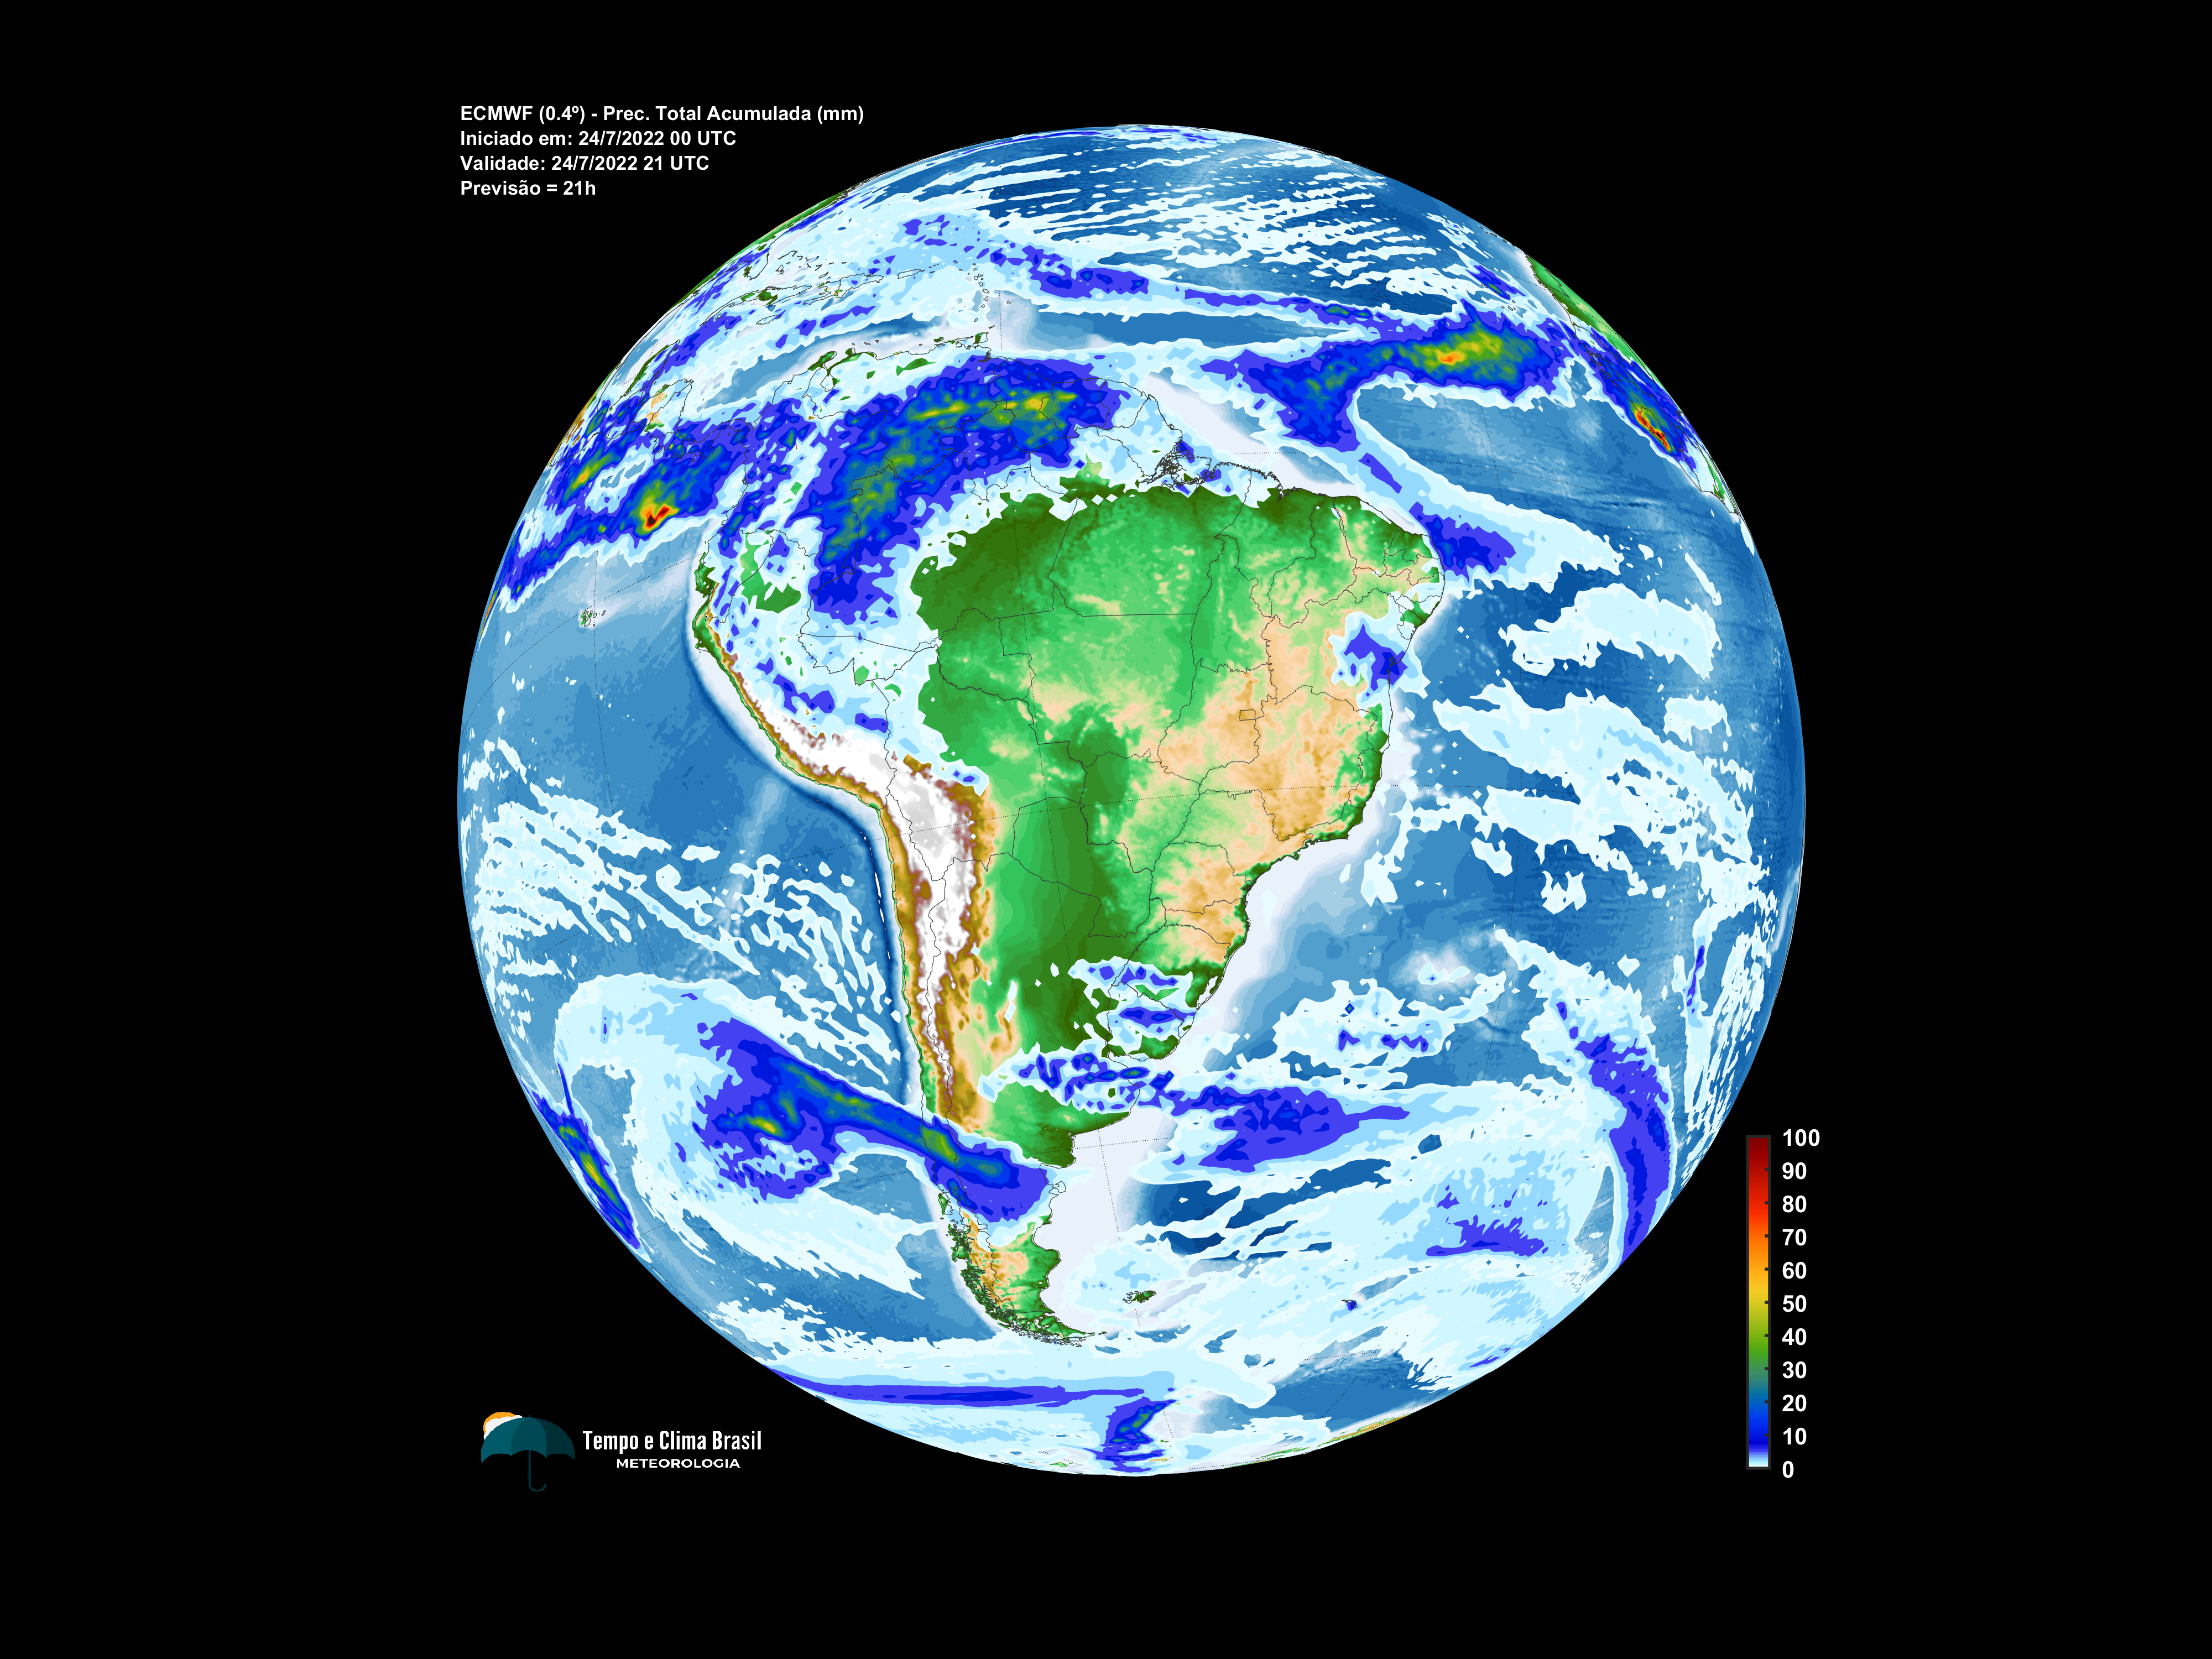 ECMWF (0.4º) - Prec. Total Acumulada (mm)
Iniciado em: 24/7/2022 00 UTC
Validade: 24/7/2022 21 UTC
Previsão = 21h
100
90
80
70
60
50
40
30
20
10
0
Tempo e Clima Brasil
METEOROLOGIA